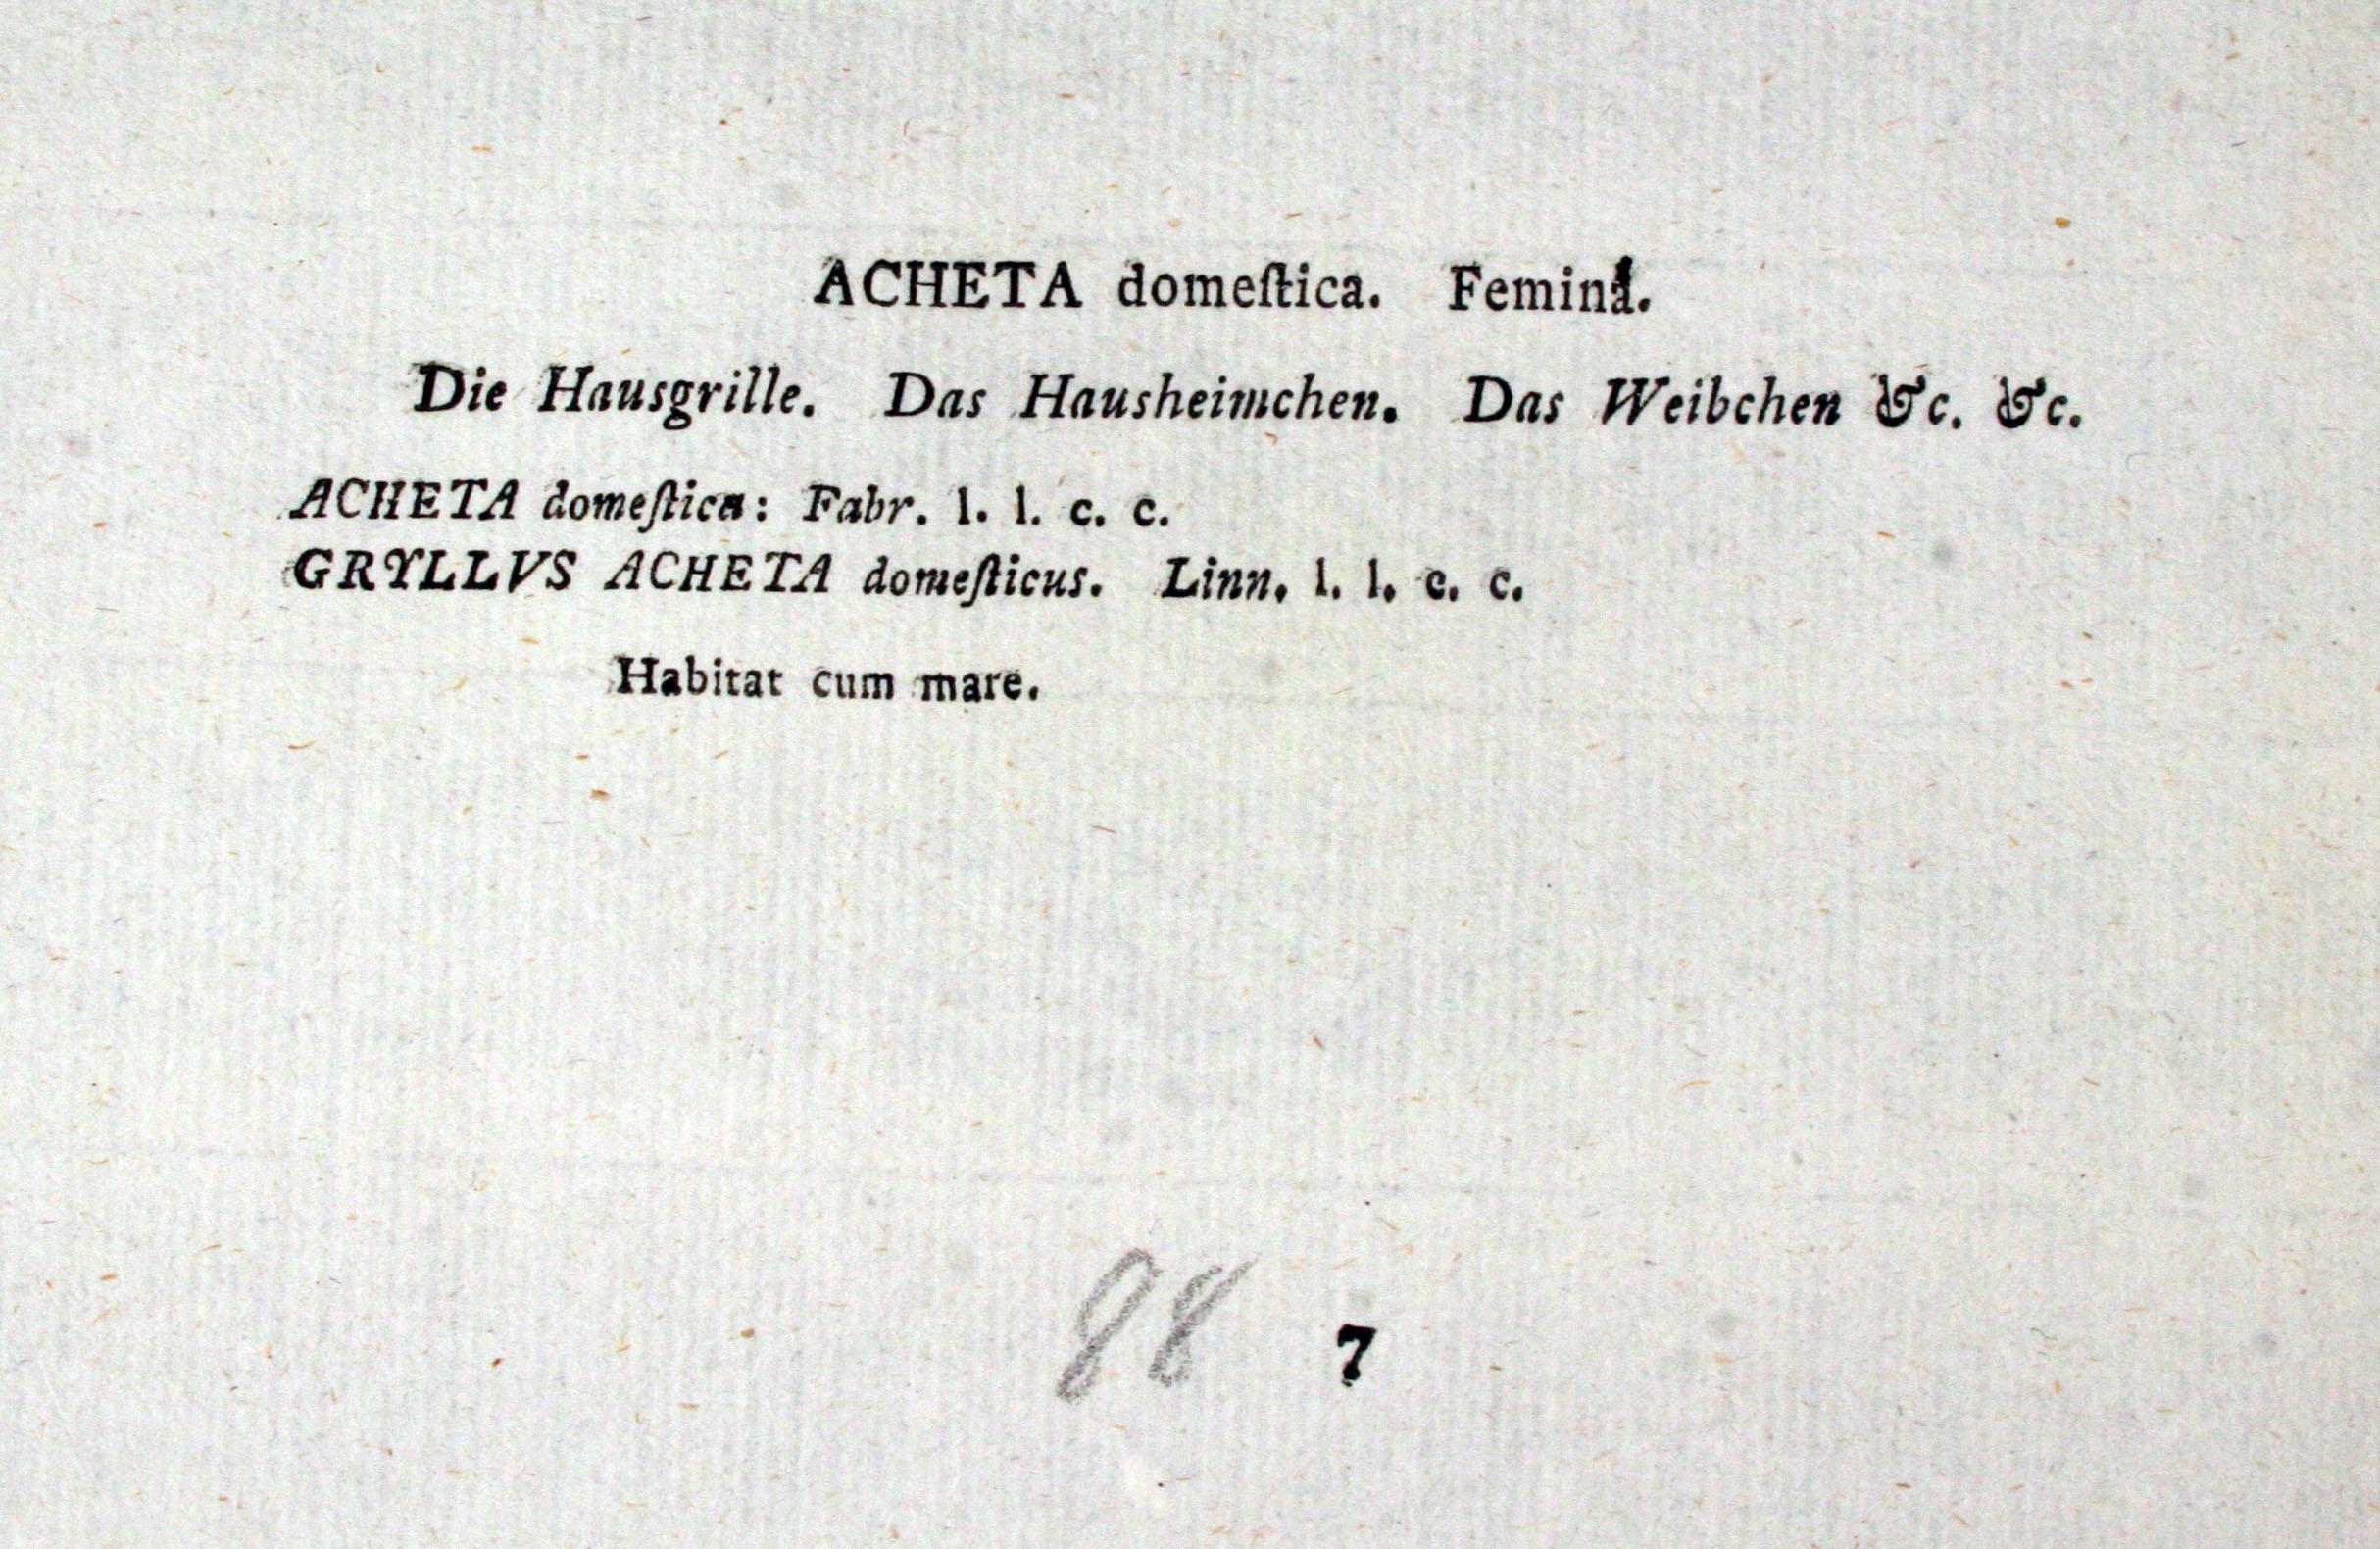 ACHETA domeſtica. Femina.
Die Hausgrille. Das Hausheimchen. Das Weibchen &c. &c.
ACHETA domeſtica: Fabr. l. l. c. c.
GRYLLVS ACHETA domeſticus. Linn. l. l. c. c.
Habitat cum mare.
88 7